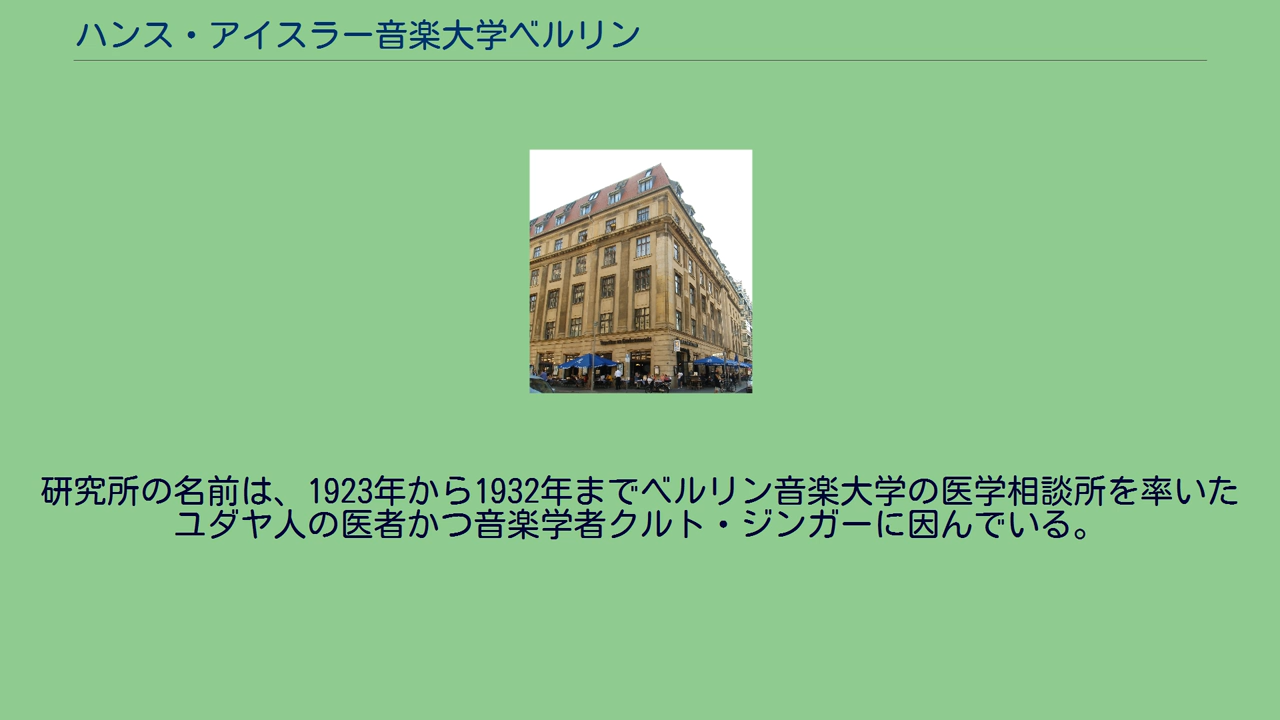 ハンス・アイスラー音楽大学ベルリン
研究所の名前は、1923年から1932年までベルリン音楽大学の医学相談所を率いた
ユダヤ人の医者かつ音楽学者クルト・ジンガーに因んでいる。